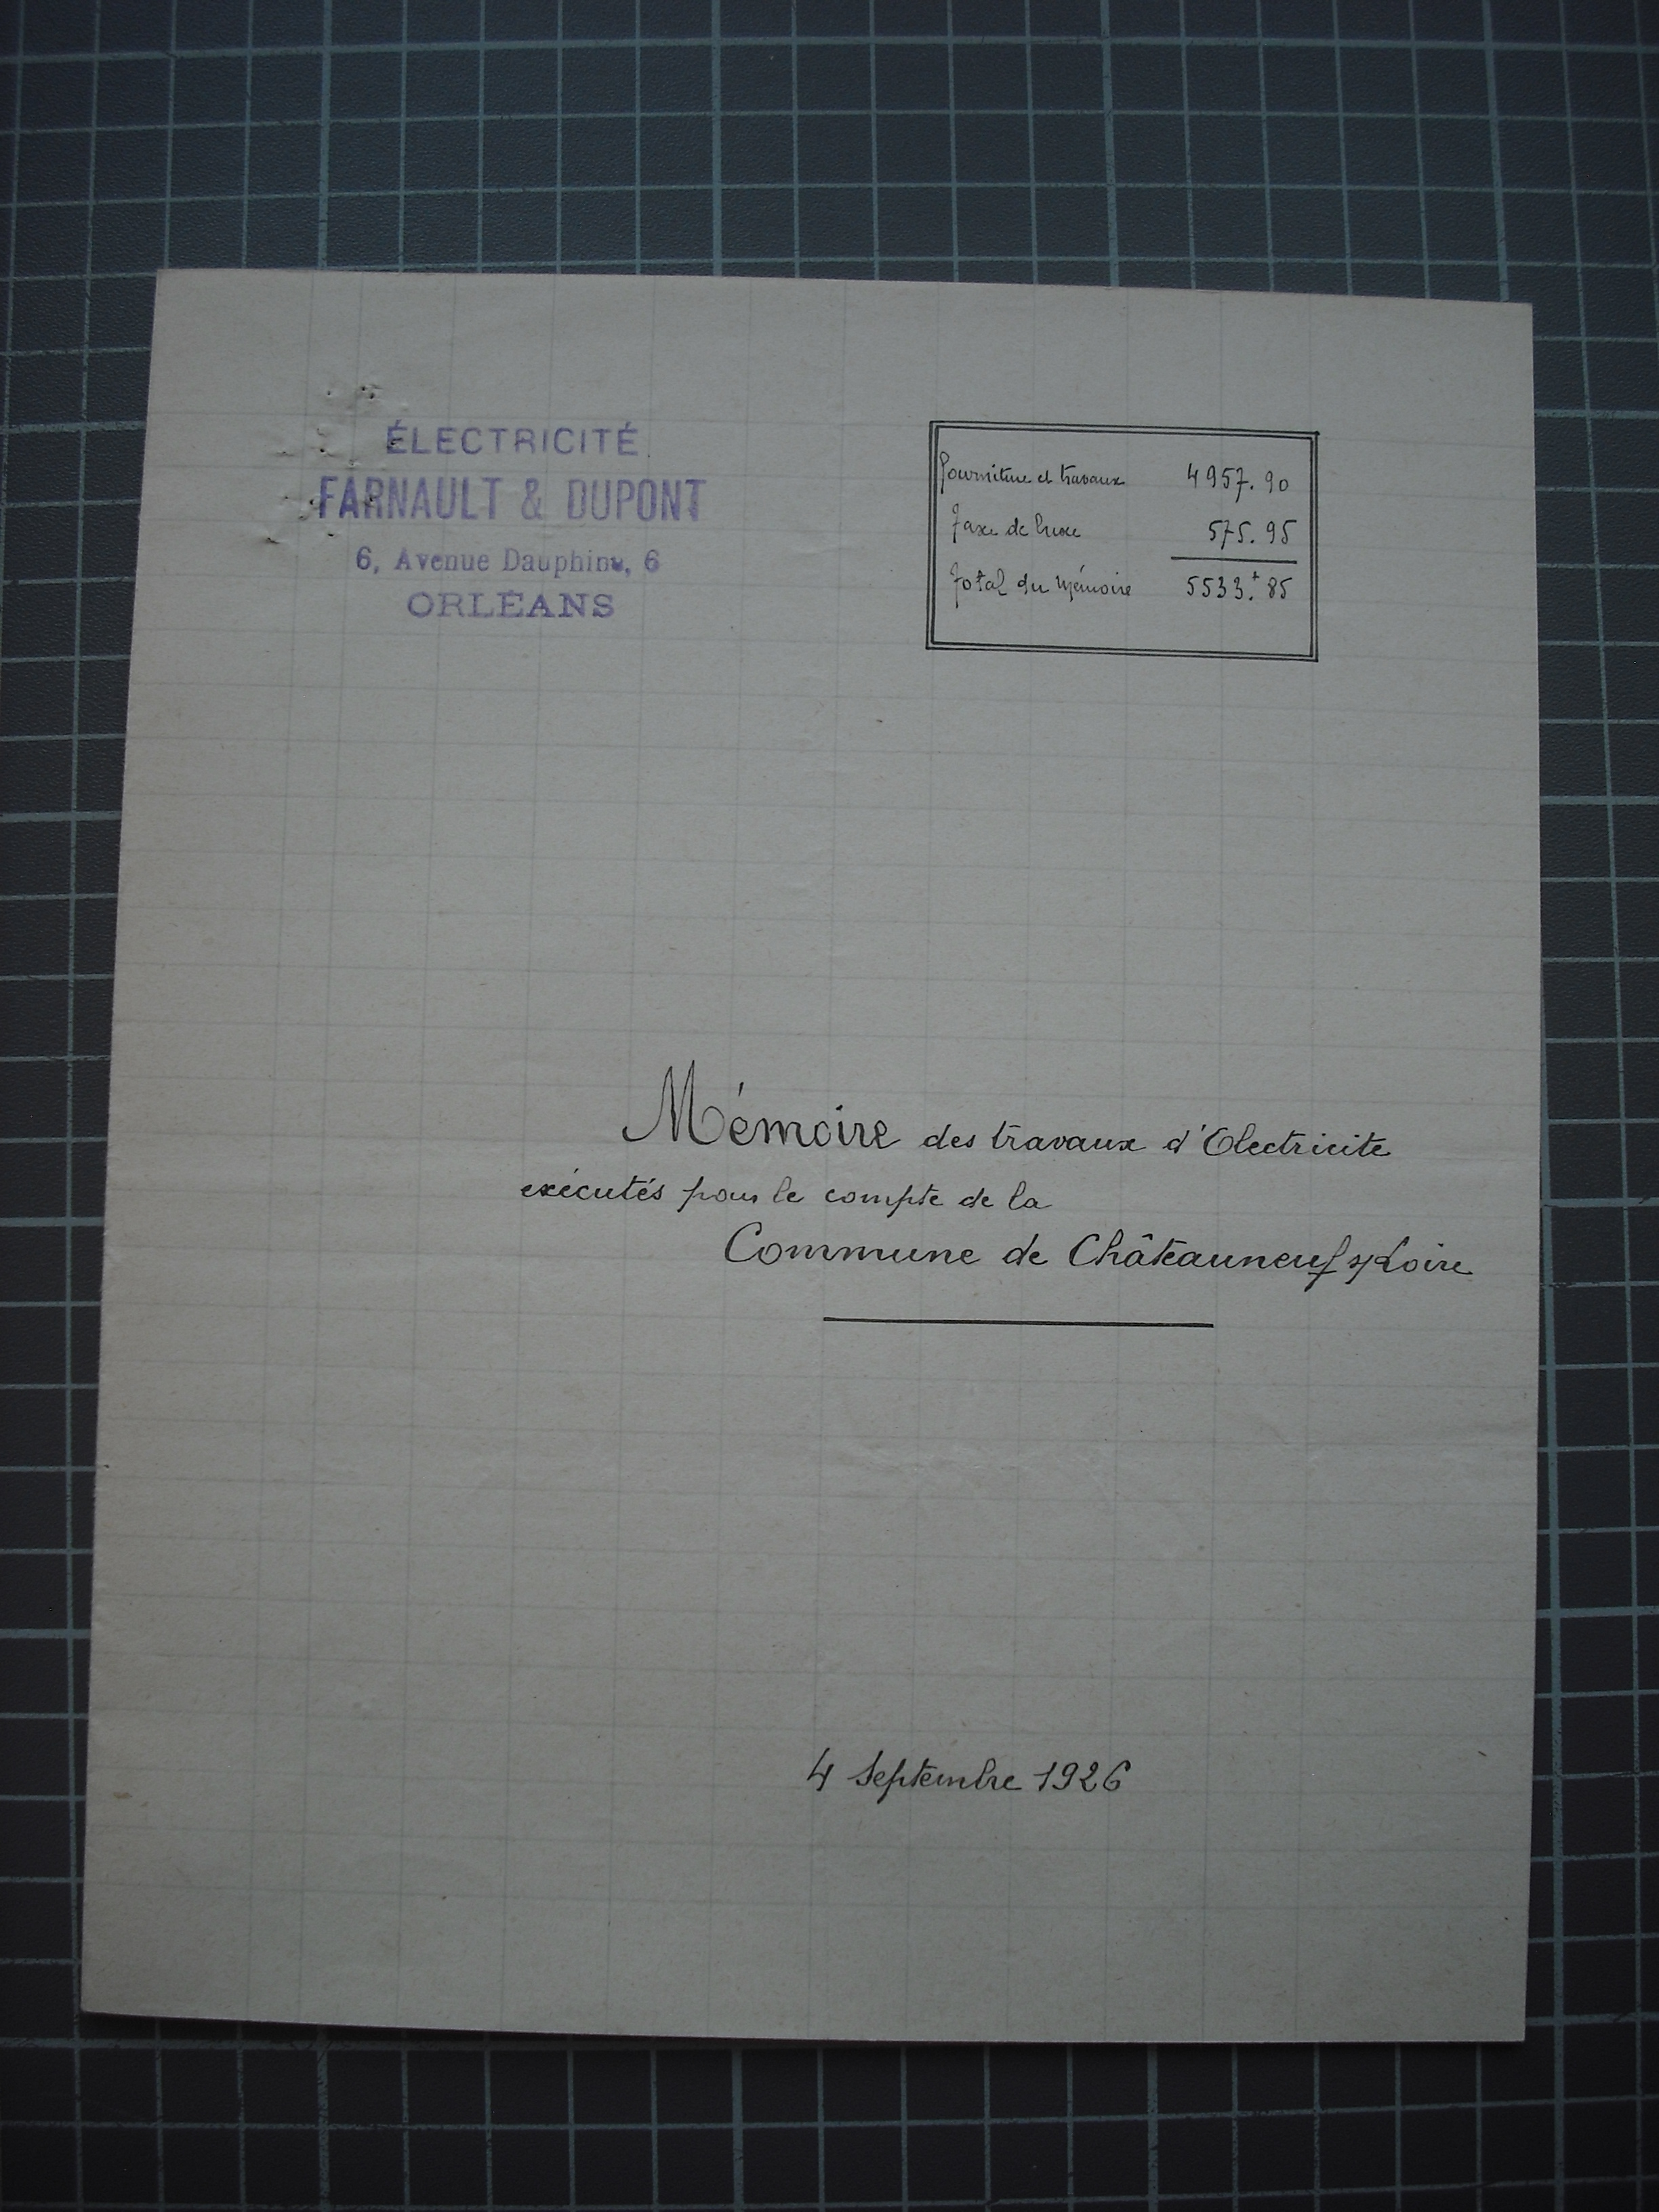 ÉLECTRICITÉ
FARNAULT & DUPONT
6, Avenue Dauphine, 6
ORLÉANS
Fourniture et travaux 4957.90
Taxe de luxe 575.95
Total du Mémoire 5533.85
Mémoire des travaux d'Electricite
exécutés pour le compte de la
Commune de Châteauneuf s/Loire
4 Septembre 1926